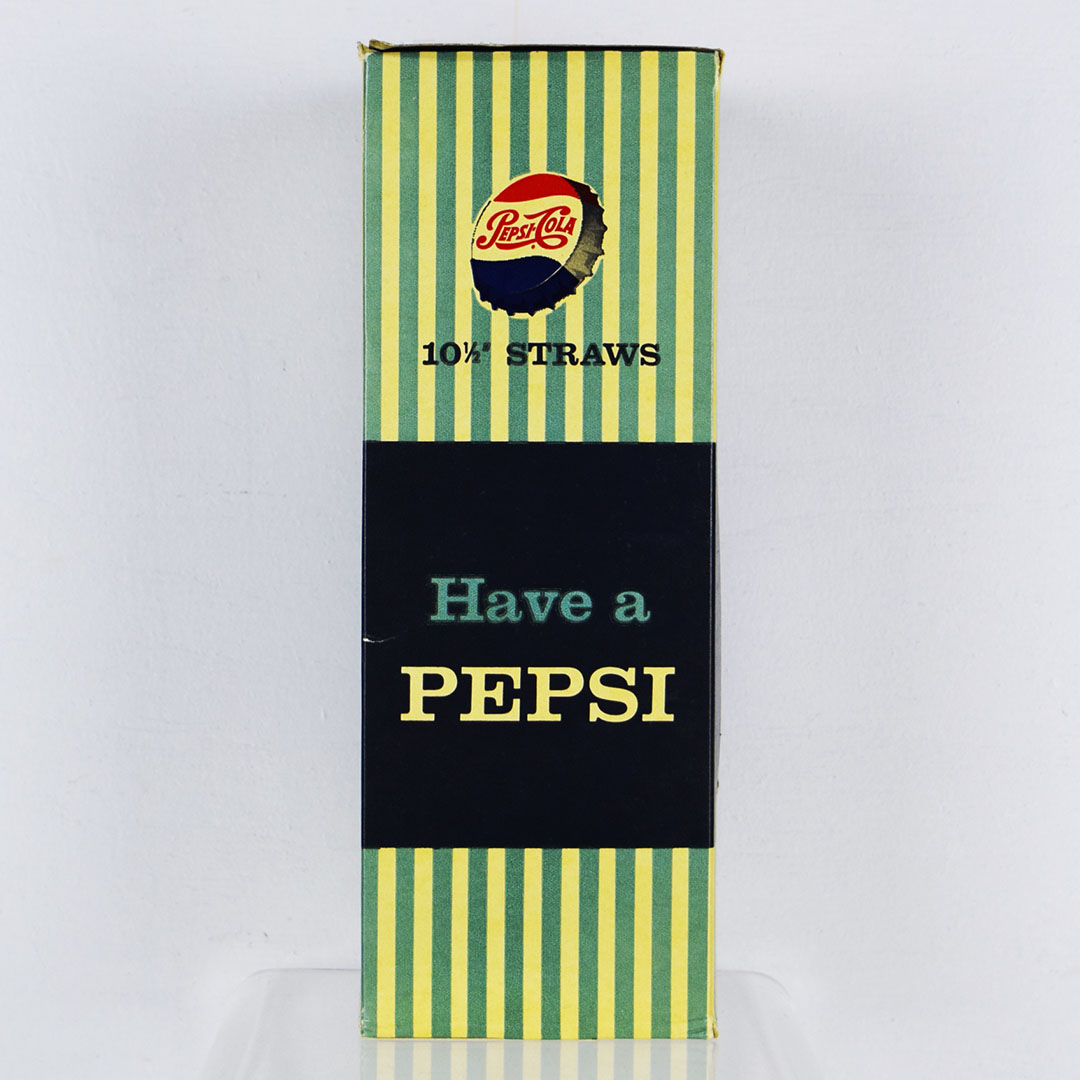 PEPSI-COLA
10½" STRAWS
Have a
PEPSI